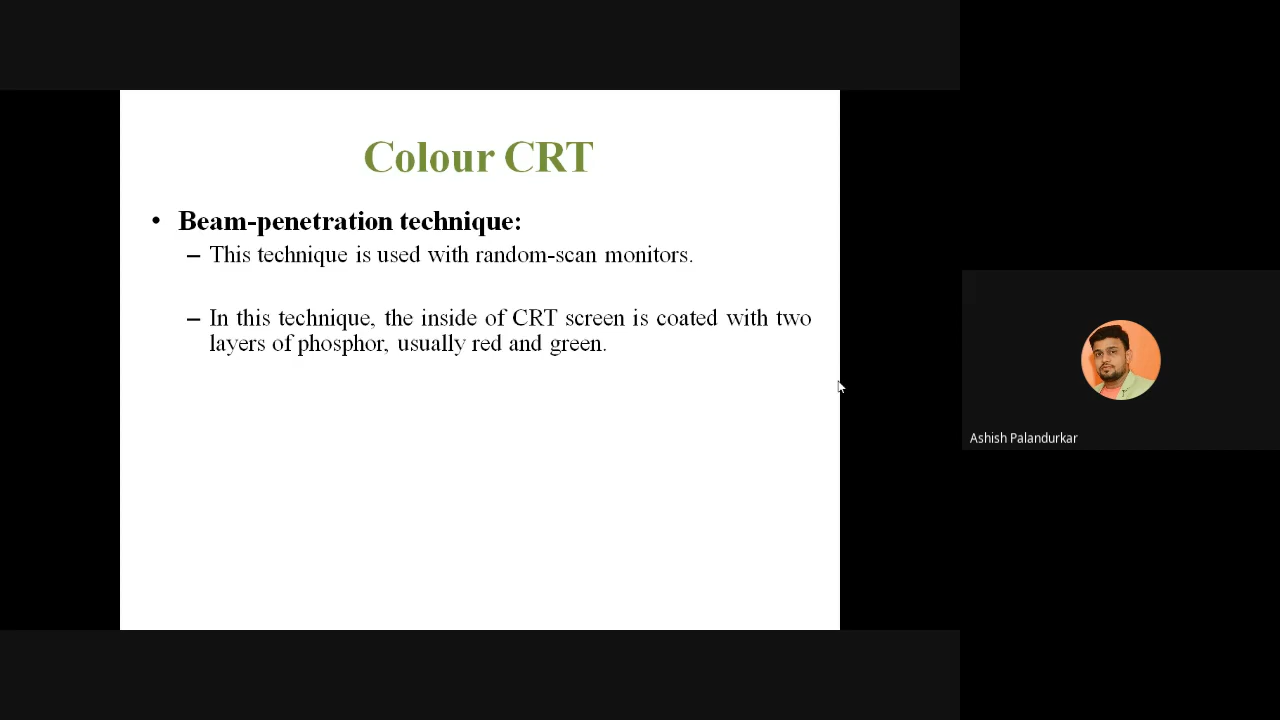 Colour CRT
• Beam-penetration technique:
– This technique is used with random-scan monitors.
– In this technique, the inside of CRT screen is coated with two
layers of phosphor, usually red and green.
Ashish Palandurkar